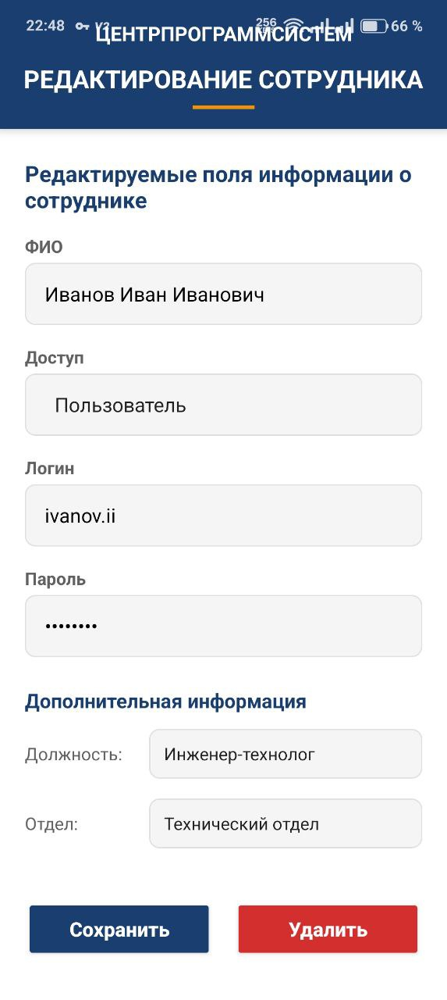 22:48
256
66 %
ЦЕНТРПРОГРАММСИСТЕМ
РЕДАКТИРОВАНИЕ СОТРУДНИКА
Редактируемые поля информации о
сотруднике
ФИО
Иванов Иван Иванович
Доступ
Пользователь
Логин
ivanov.ii
Пароль
••••••••
Дополнительная информация
Должность: Инженер-технолог
Отдел: Технический отдел
Сохранить Удалить